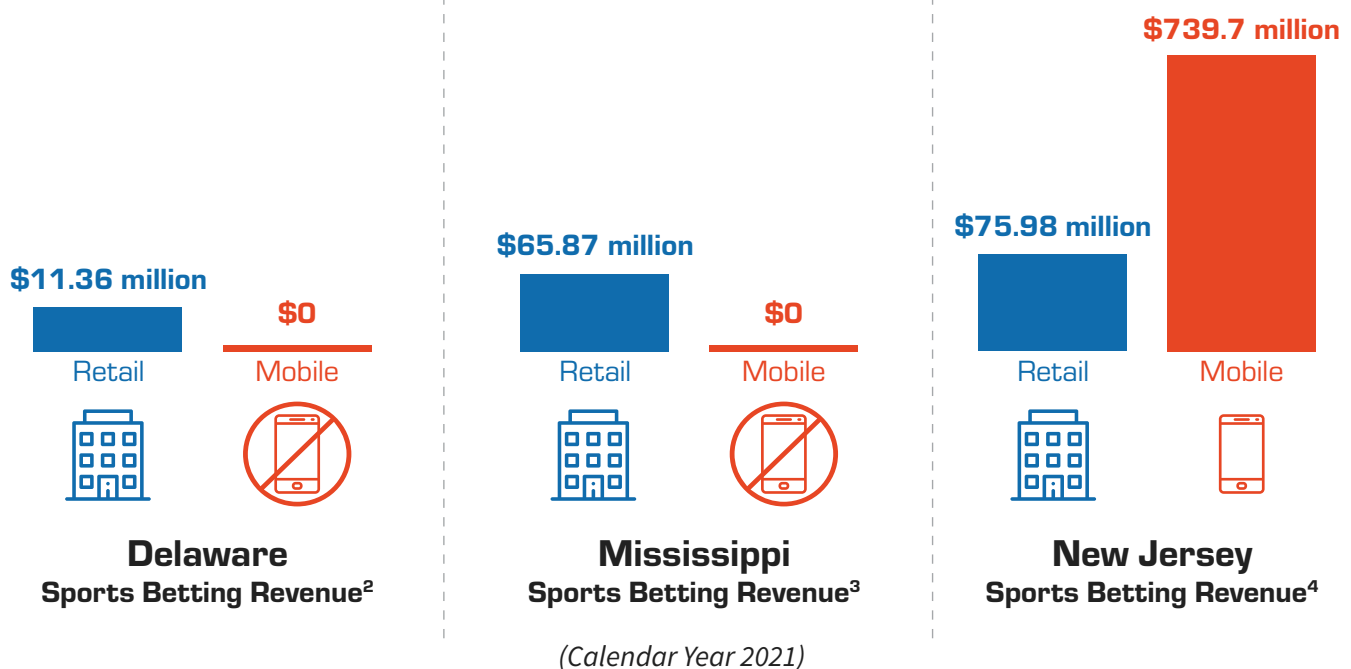 $11.36 million
$0
Retail
Mobile
Delaware
Sports Betting Revenue²
$65.87 million
$0
Retail
Mobile
Mississippi
Sports Betting Revenue³
$75.98 million
$739.7 million
Retail
Mobile
New Jersey
Sports Betting Revenue⁴
(Calendar Year 2021)